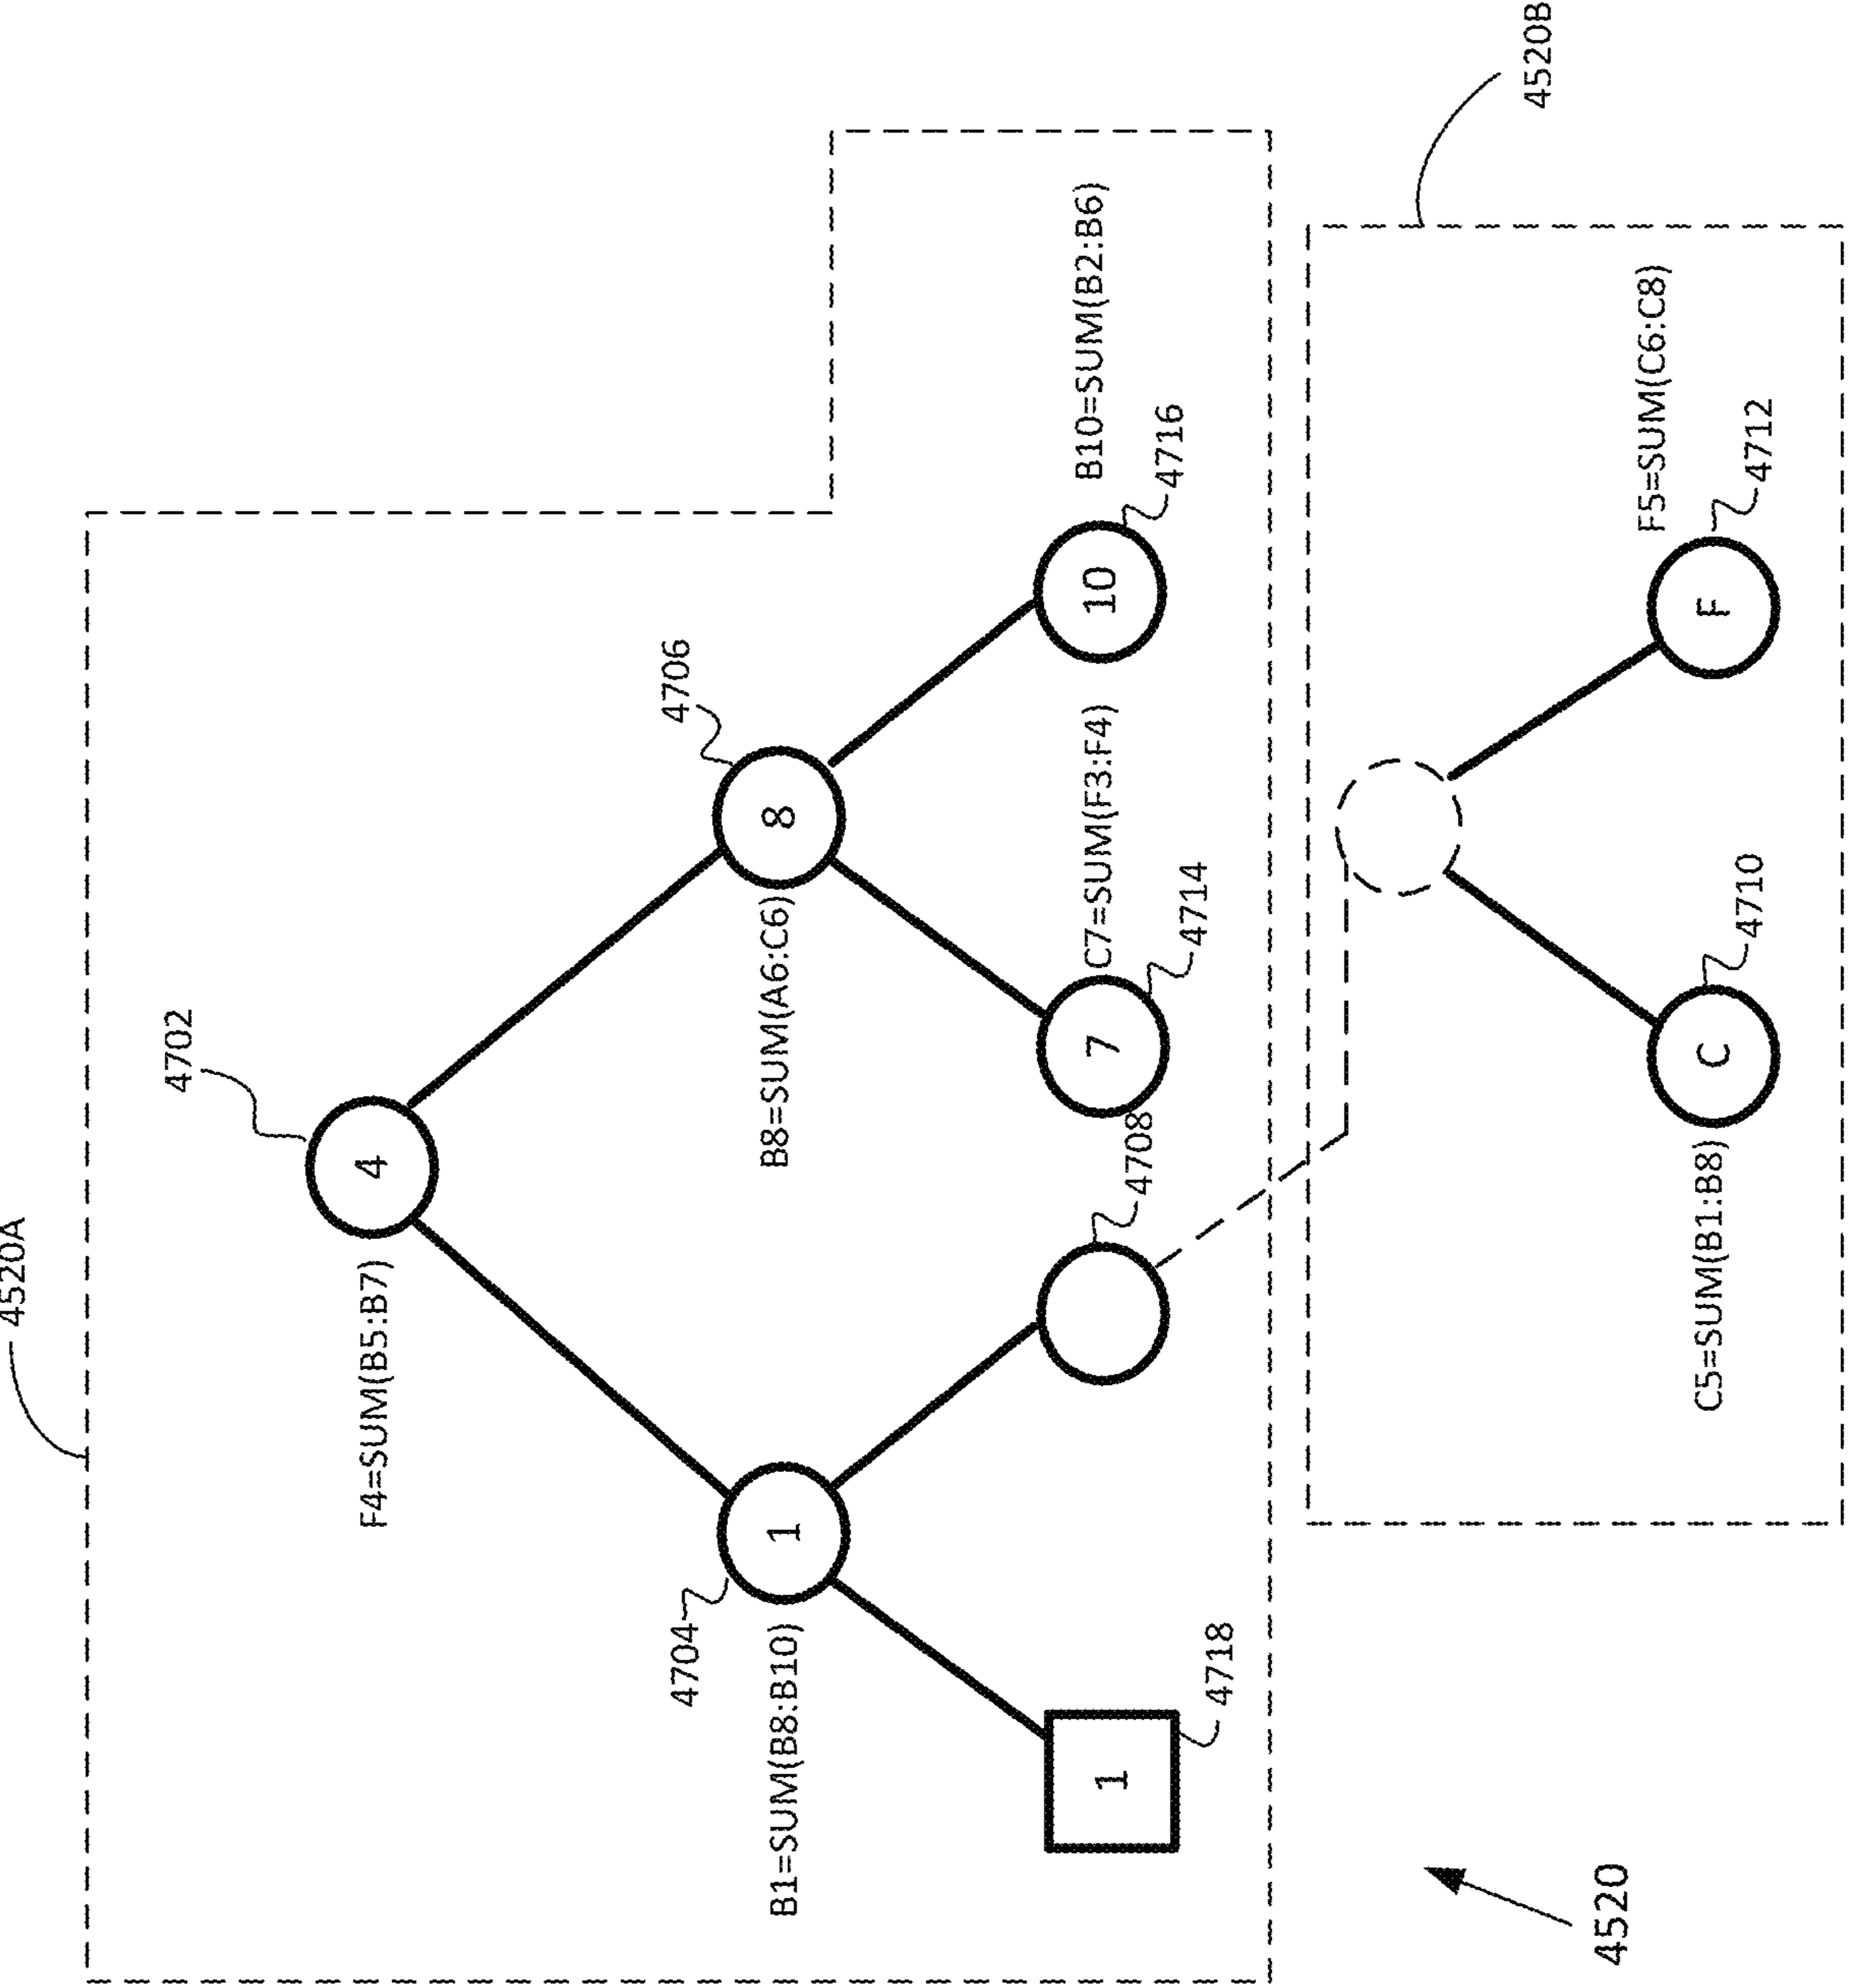 4520A
4702
F4=SUM(B5:B7)
4
4704
4706
B1=SUM(B8:B10)
1
B8=SUM(A6:C6)
8
1
7
C7=SUM(F3:F4)
10
B10=SUM(B2:B6)
4718
4708
4714
4716
4520B
4520
C5=SUM(B1:B8)
C
F
F5=SUM(C6:C8)
4710
4712